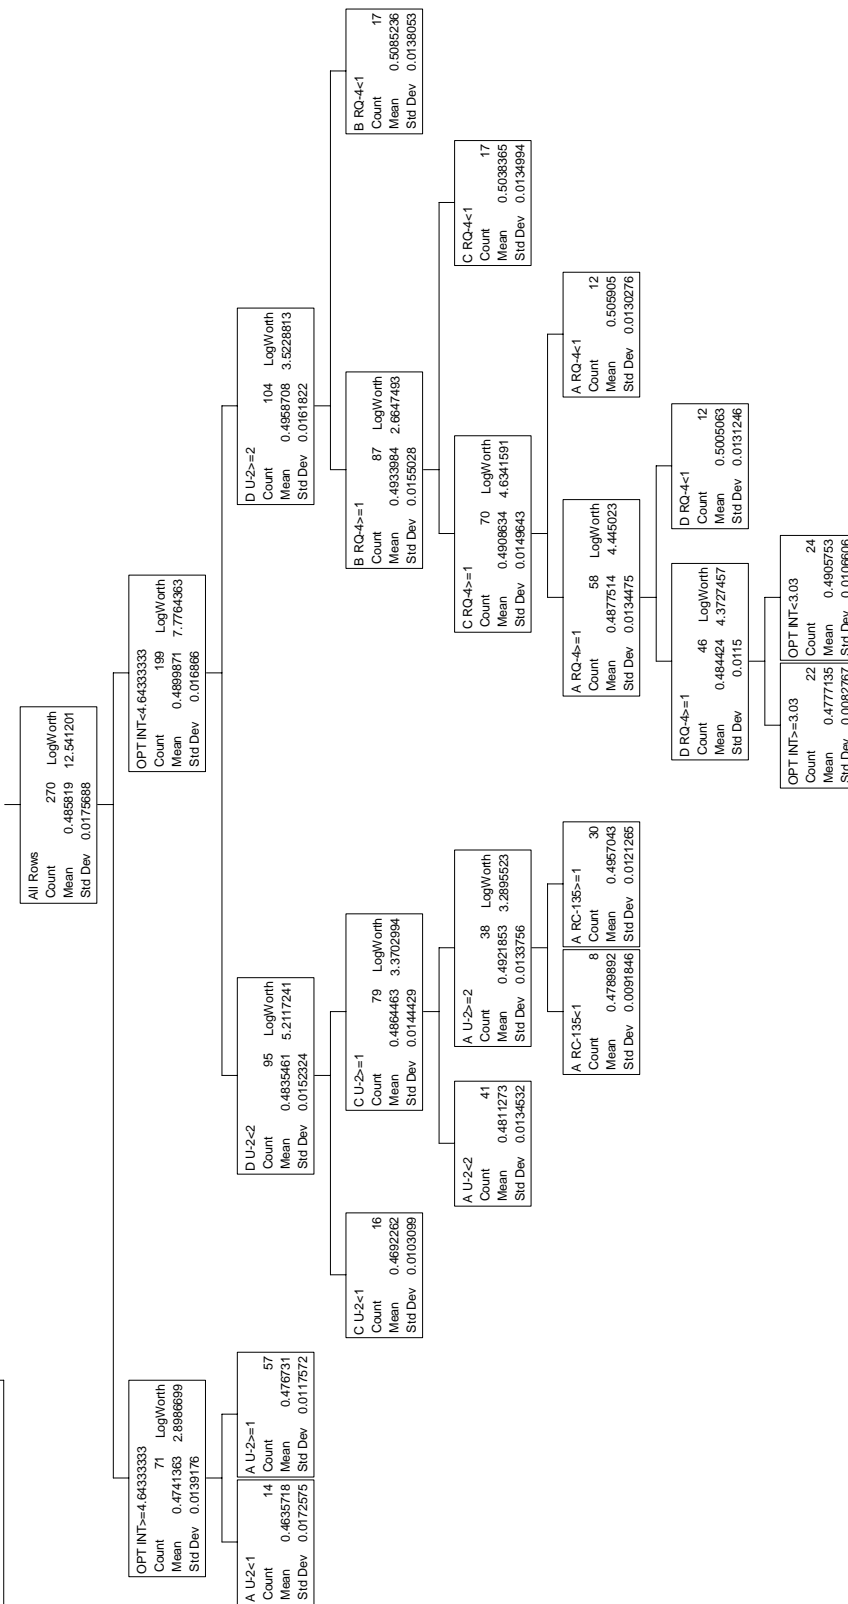 All Rows
Count 270 LogWorth
Mean 0.485819 12.541201
Std Dev 0.0175688
OPT INT>=4.64333333
Count 71 LogWorth
Mean 0.4741363 2.8986699
Std Dev 0.0139176
OPT INT<4.64333333
Count 199 LogWorth
Mean 0.4899871 7.7764363
Std Dev 0.016866
A U-2<1
Count 14
Mean 0.4635718
Std Dev 0.0172575
A U-2>=1
Count 57
Mean 0.476731
Std Dev 0.0117572
D U-2<2
Count 95 LogWorth
Mean 0.4835461 5.2117241
Std Dev 0.0152324
D U-2>=2
Count 104 LogWorth
Mean 0.4958708 3.5228813
Std Dev 0.0161822
C U-2<1
Count 16
Mean 0.4692262
Std Dev 0.0103099
C U-2>=1
Count 79 LogWorth
Mean 0.4864463 3.3702994
Std Dev 0.0144429
B RQ-4>=1
Count 87 LogWorth
Mean 0.4933984 2.6647493
Std Dev 0.0155028
B RQ-4<1
Count 17
Mean 0.5085236
Std Dev 0.0138053
A U-2<2
Count 41
Mean 0.4811273
Std Dev 0.0134532
A U-2>=2
Count 38 LogWorth
Mean 0.4921853 3.2895523
Std Dev 0.0133756
C RQ-4>=1
Count 70 LogWorth
Mean 0.4908634 4.6341591
Std Dev 0.0149643
C RQ-4<1
Count 17
Mean 0.5038365
Std Dev 0.0134994
A RC-135<1
Count 8
Mean 0.4789892
Std Dev 0.0091846
A RC-135>=1
Count 30
Mean 0.4957043
Std Dev 0.0121265
A RQ-4>=1
Count 58 LogWorth
Mean 0.4877514 4.445023
Std Dev 0.0134475
A RQ-4<1
Count 12
Mean 0.505905
Std Dev 0.0130276
D RQ-4>=1
Count 46 LogWorth
Mean 0.484424 4.3727457
Std Dev 0.0115
D RQ-4<1
Count 12
Mean 0.5005063
Std Dev 0.0131246
OPT INT>=3.03
Count 22
Mean 0.4777135
Std Dev
OPT INT<3.03
Count 24
Mean 0.4905753
Std Dev